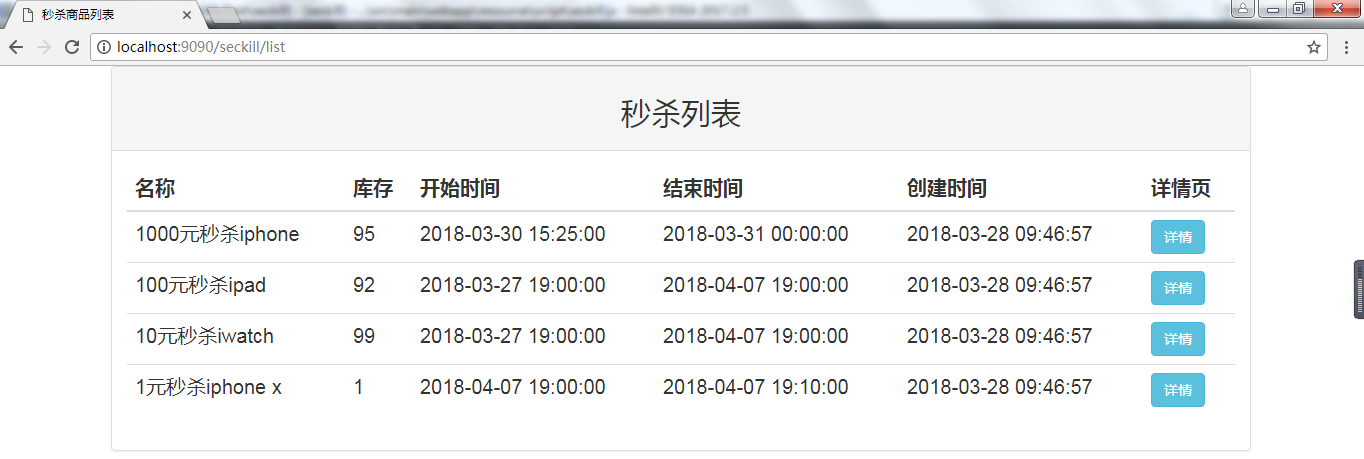 秒杀商品列表
localhost:9090/seckill/list
秒杀列表
名称 库存 开始时间 结束时间 创建时间 详情页
1000元秒杀iphone 95 2018-03-30 15:25:00 2018-03-31 00:00:00 2018-03-28 09:46:57 详情
100元秒杀ipad 92 2018-03-27 19:00:00 2018-04-07 19:00:00 2018-03-28 09:46:57 详情
10元秒杀iwatch 99 2018-03-27 19:00:00 2018-04-07 19:00:00 2018-03-28 09:46:57 详情
1元秒杀iphone x 1 2018-04-07 19:00:00 2018-04-07 19:10:00 2018-03-28 09:46:57 详情